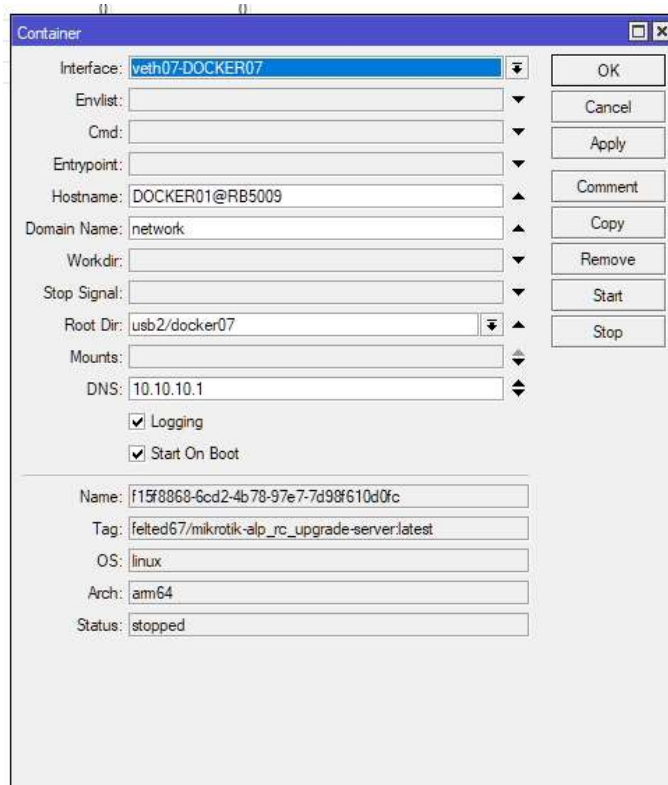 () ()
Container
Interface: veth07-DOCKER07
OK
Envlist:
Cancel
Cmd:
Apply
Entrypoint:
Hostname: DOCKER01@RB5009
Comment
Domain Name: network
Copy
Workdir:
Remove
Stop Signal:
Start
Root Dir: usb2/docker07
Stop
Mounts:
DNS: 10.10.10.1
Logging
Start On Boot
Name: f15f8868-6cd2-4b78-97e7-7d98f610d0fc
Tag: felted67/mikrotik-alp_rc_upgrade-server:latest
OS: linux
Arch: arm64
Status: stopped